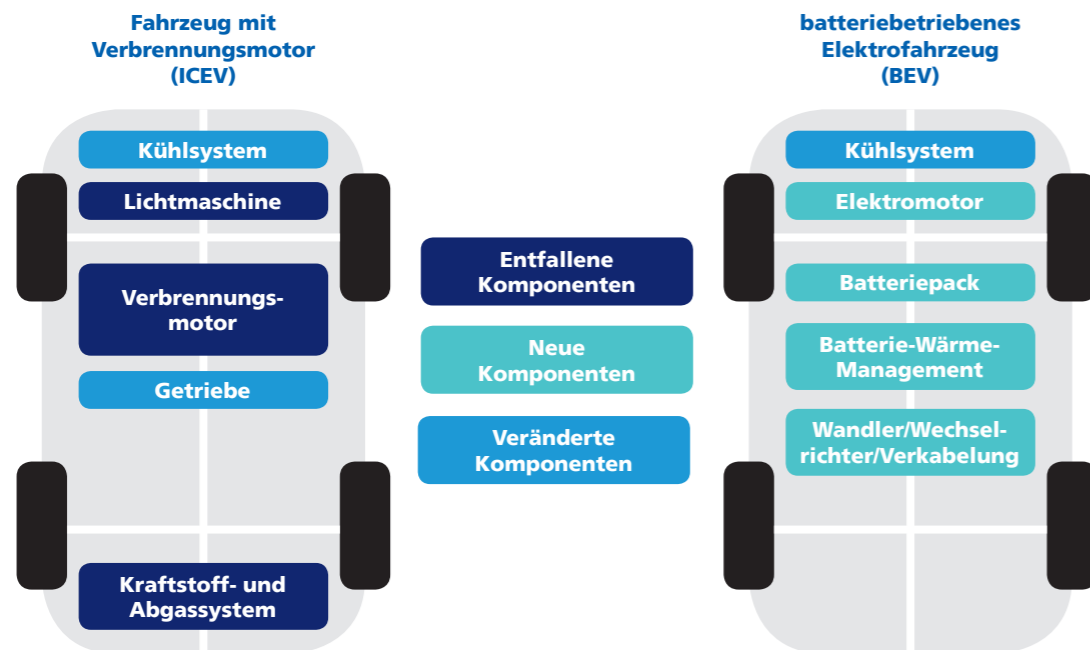 Fahrzeug mit
Verbrennungsmotor
(ICEV)
Kühlsystem
Lichtmaschine
Verbrennungs-
motor
Getriebe
Kraftstoff- und
Abgassystem
Entfallene
Komponenten
Neue
Komponenten
Veränderte
Komponenten
batteriebetriebenes
Elektrofahrzeug
(BEV)
Kühlsystem
Elektromotor
Batteriepack
Batterie-Wärme-
Management
Wandler/Wechsel-
richter/Verkabelung